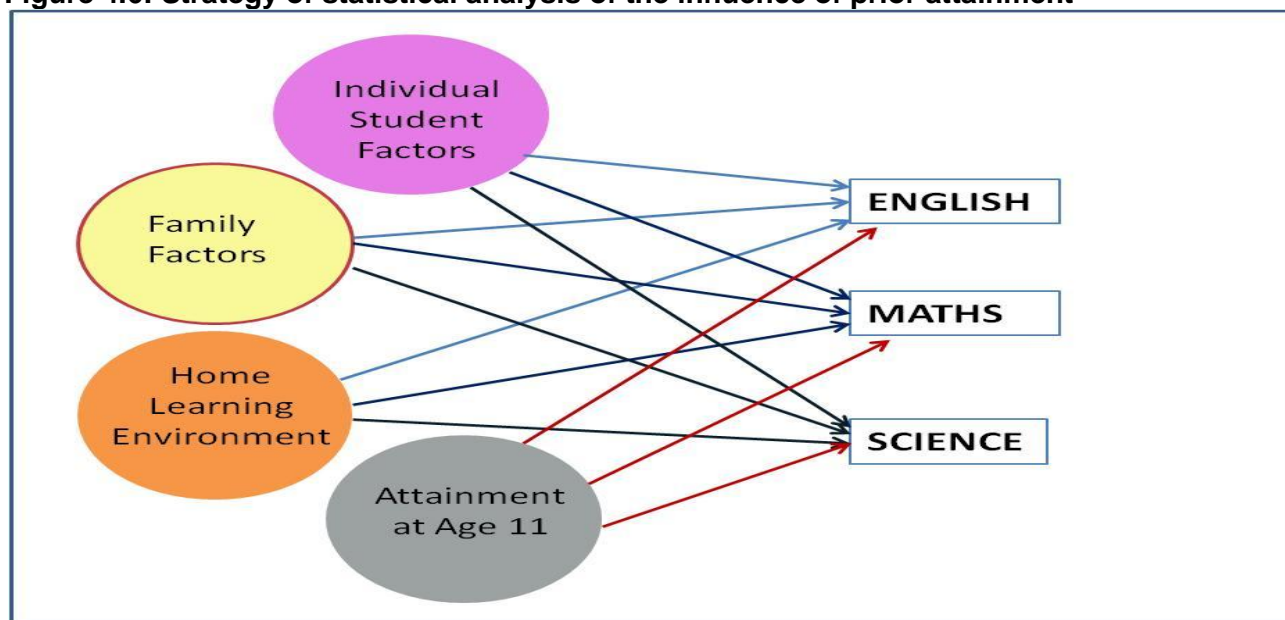 Figure Strategy of statistical analysis of the influence of prior attainment
Individual
Student
Factors
Family
Factors
Home
Learning
Environment
Attainment
at Age 11
ENGLISH
MATHS
SCIENCE